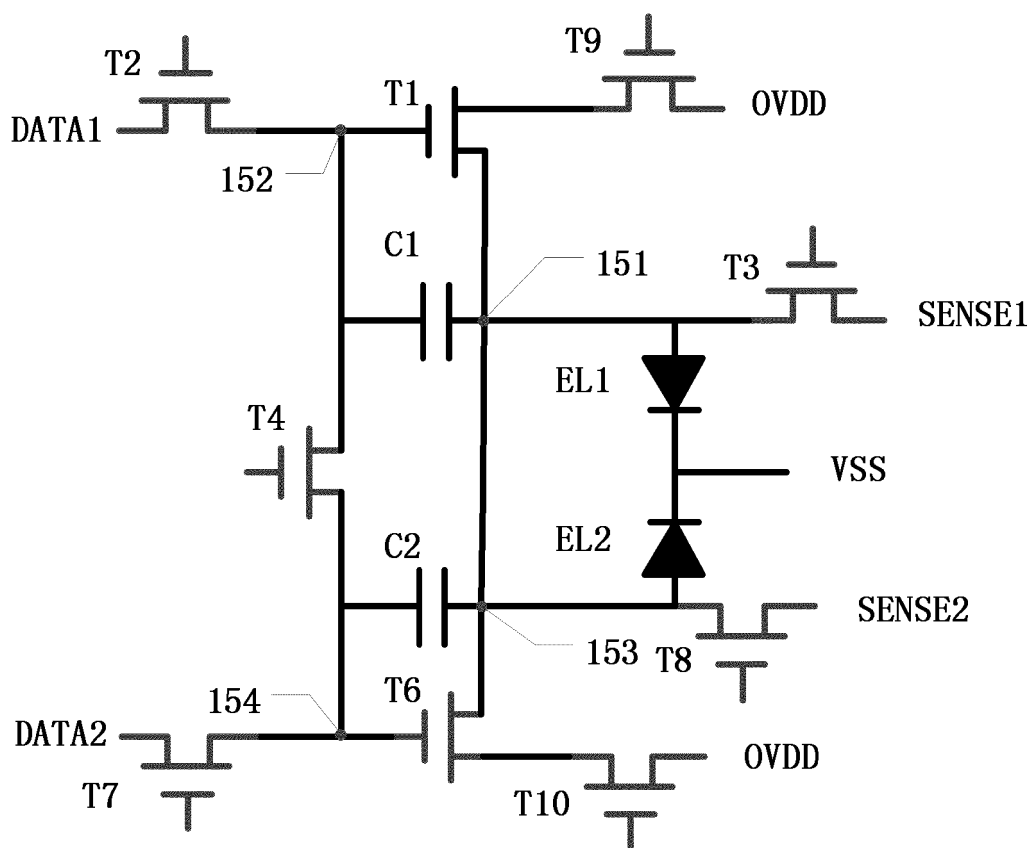 T9
T2
T1
OVDD
DATA1
152
C1
151
T3
SENSE1
EL1
T4
VSS
EL2
C2
SENSE2
153
T8
T6
154
DATA2
OVDD
T7
T10